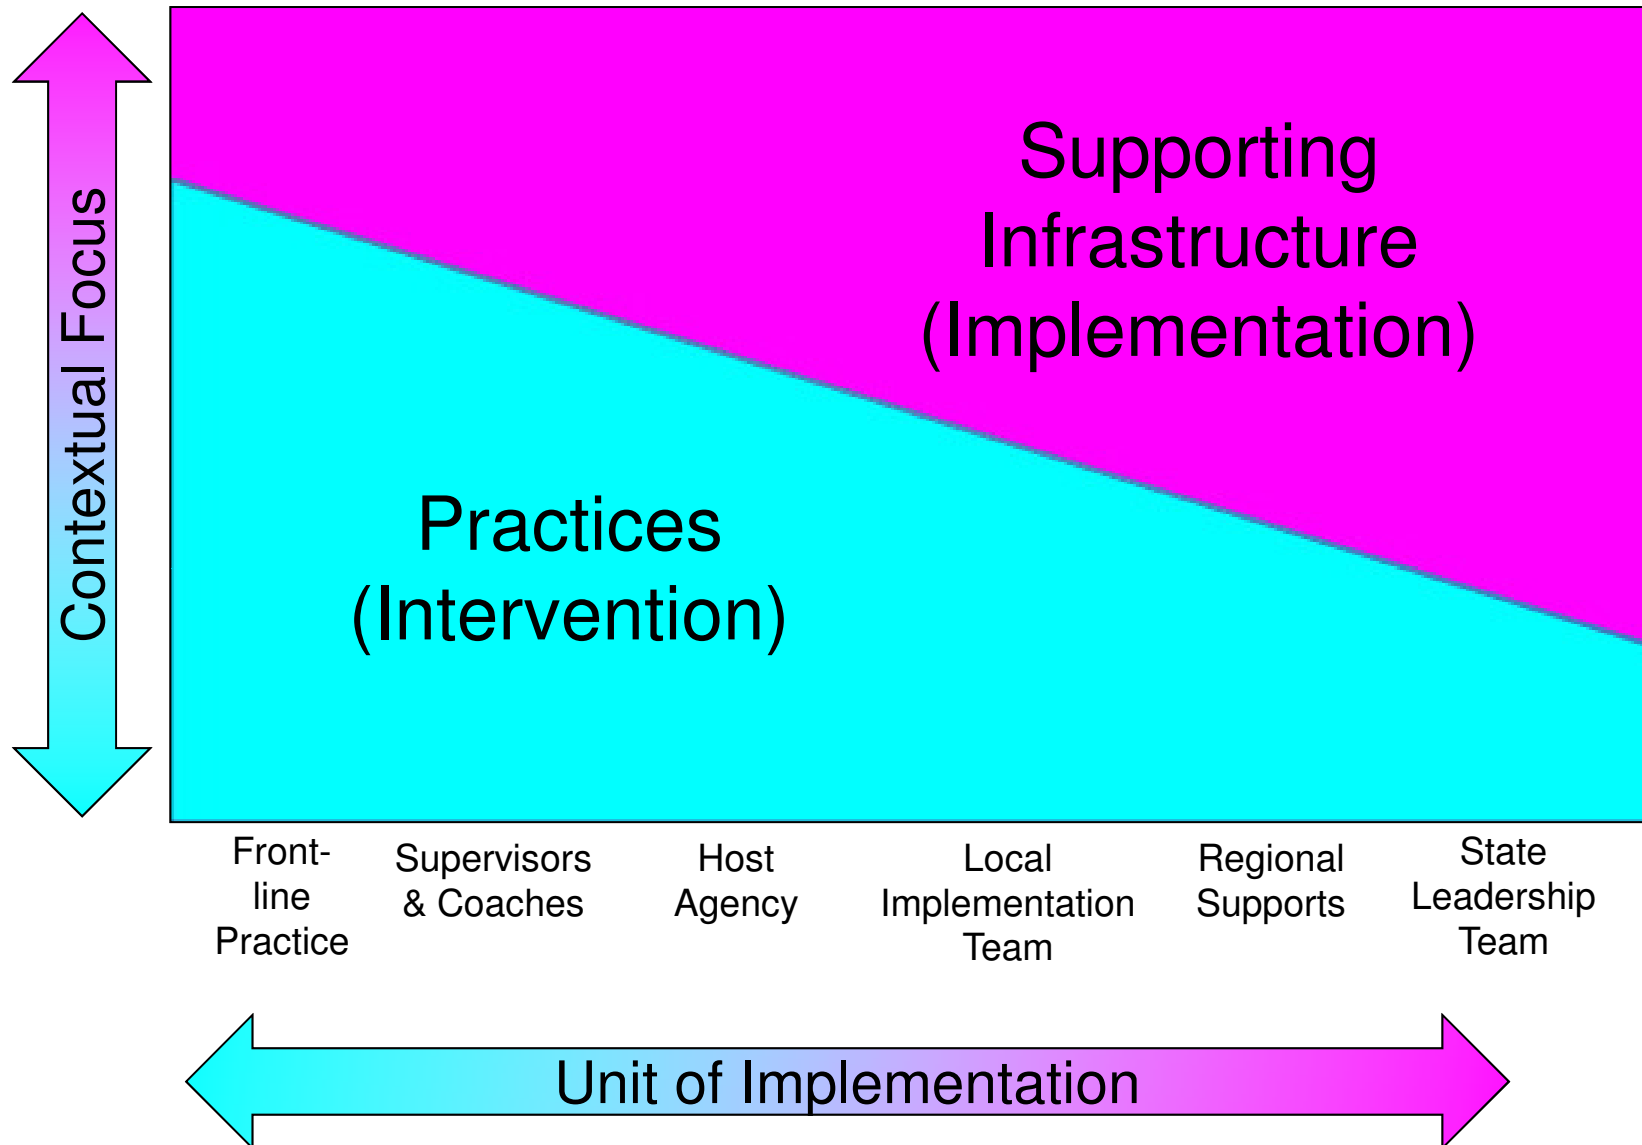 Contextual Focus
Supporting
Infrastructure
(Implementation)
Practices
(Intervention)
Front-
line
Practice
Supervisors
& Coaches
Host
Agency
Local
Implementation
Team
Regional
Supports
State
Leadership
Team
Unit of Implementation